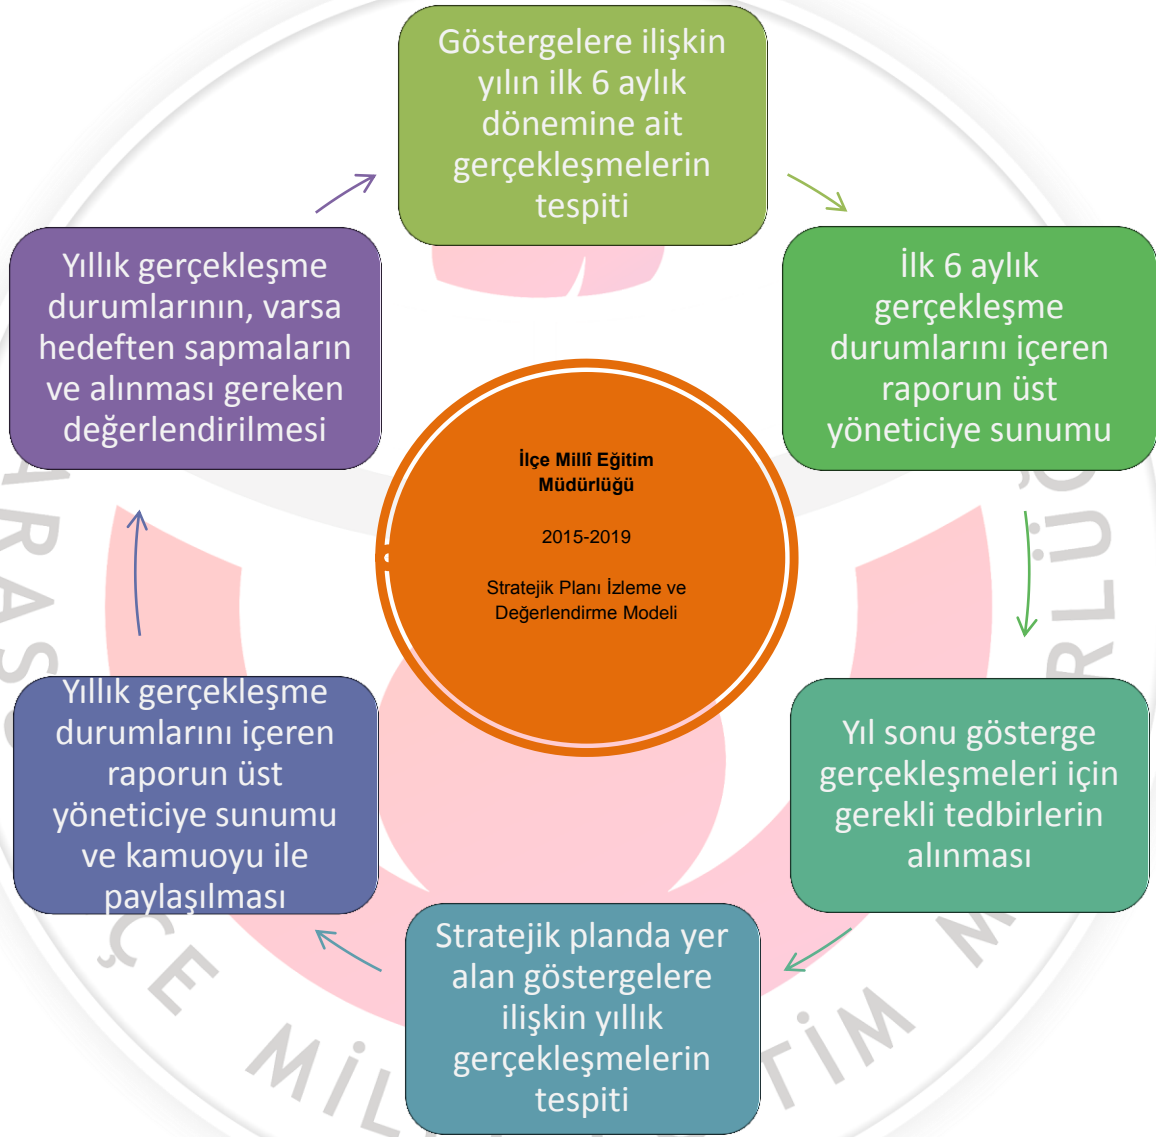 Göstergelere ilişkin
yılın ilk 6 aylık
dönemine ait
gerçekleşmelerin
tespiti
İlk 6 aylık
gerçekleşme
durumlarını içeren
raporun üst
yöneticiye sunumu
Yıl sonu gösterge
gerçekleşmeleri için
gerekli tedbirlerin
alınması
Stratejik planda yer
alan göstergelere
ilişkin yıllık
gerçekleşmelerin
tespiti
Yıllık gerçekleşme
durumlarını içeren
raporun üst
yöneticiye sunumu
ve kamuoyu ile
paylaşılması
Yıllık gerçekleşme
durumlarının, varsa
hedeften sapmaların
ve alınması gereken
değerlendirilmesi
İlçe Millî Eğitim
Müdürlüğü
2015-2019
Stratejik Planı İzleme ve
Değerlendirme Modeli